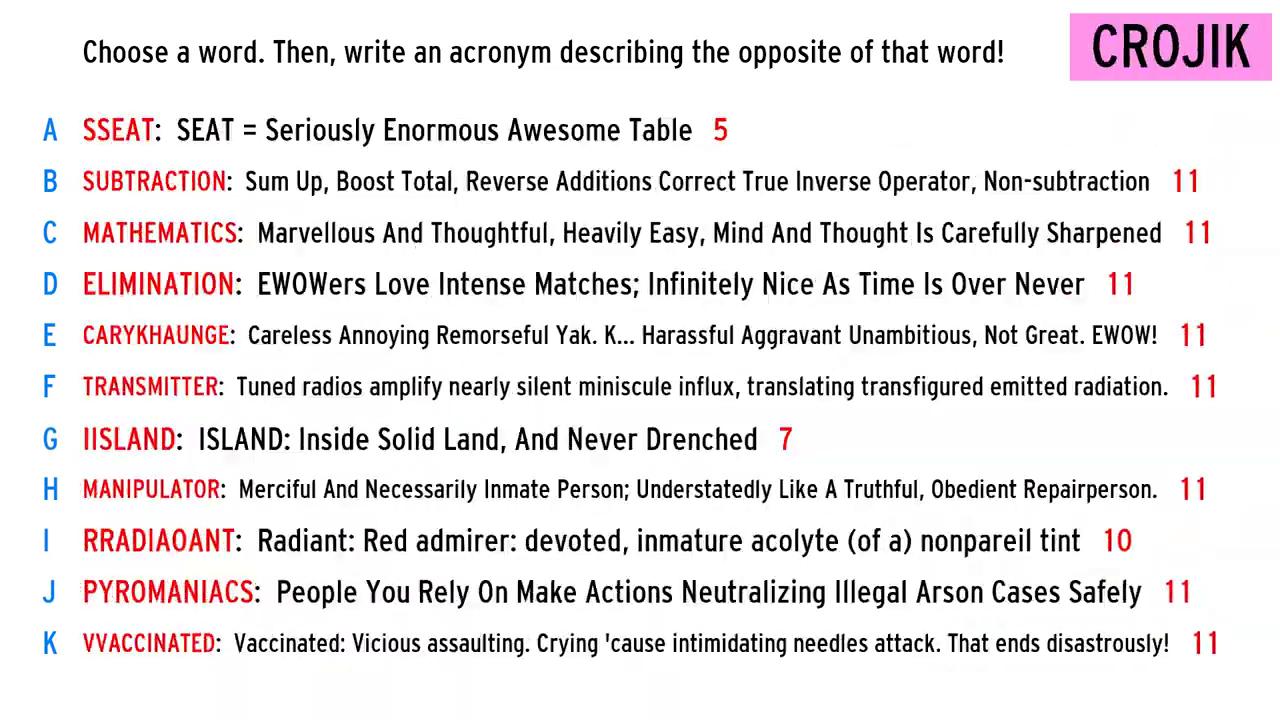 CROJIK
Choose a word. Then, write an acronym describing the opposite of that word!
A SSEAT: SEAT = Seriously Enormous Awesome Table 5
B SUBTRACTION: Sum Up, Boost Total, Reverse Additions Correct True Inverse Operator, Non-subtraction 11
C MATHEMATICS: Marvellous And Thoughtful, Heavily Easy, Mind And Thought Is Carefully Sharpened 11
D ELIMINATION: EWOWers Love Intense Matches; Infinitely Nice As Time Is Over Never 11
E CARYKHAUNGE: Careless Annoying Remorseful Yak. K... Harassful Aggravant Unambitious, Not Great. EWOW! 11
F TRANSMITTER: Tuned radios amplify nearly silent miniscule influx, translating transfigured emitted radiation. 11
G IISLAND: ISLAND: Inside Solid Land, And Never Drenched 7
H MANIPULATOR: Merciful And Necessarily Inmate Person; Understatedly Like A Truthful, Obedient Repairperson. 11
I RRADIAOANT: Radiant: Red admirer: devoted, inmature acolyte (of a) nonpareil tint 10
J PYROMANIACS: People You Rely On Make Actions Neutralizing Illegal Arson Cases Safely 11
K VVACCINATED: Vaccinated: Vicious assaulting. Crying 'cause intimidating needles attack. That ends disastrously! 11